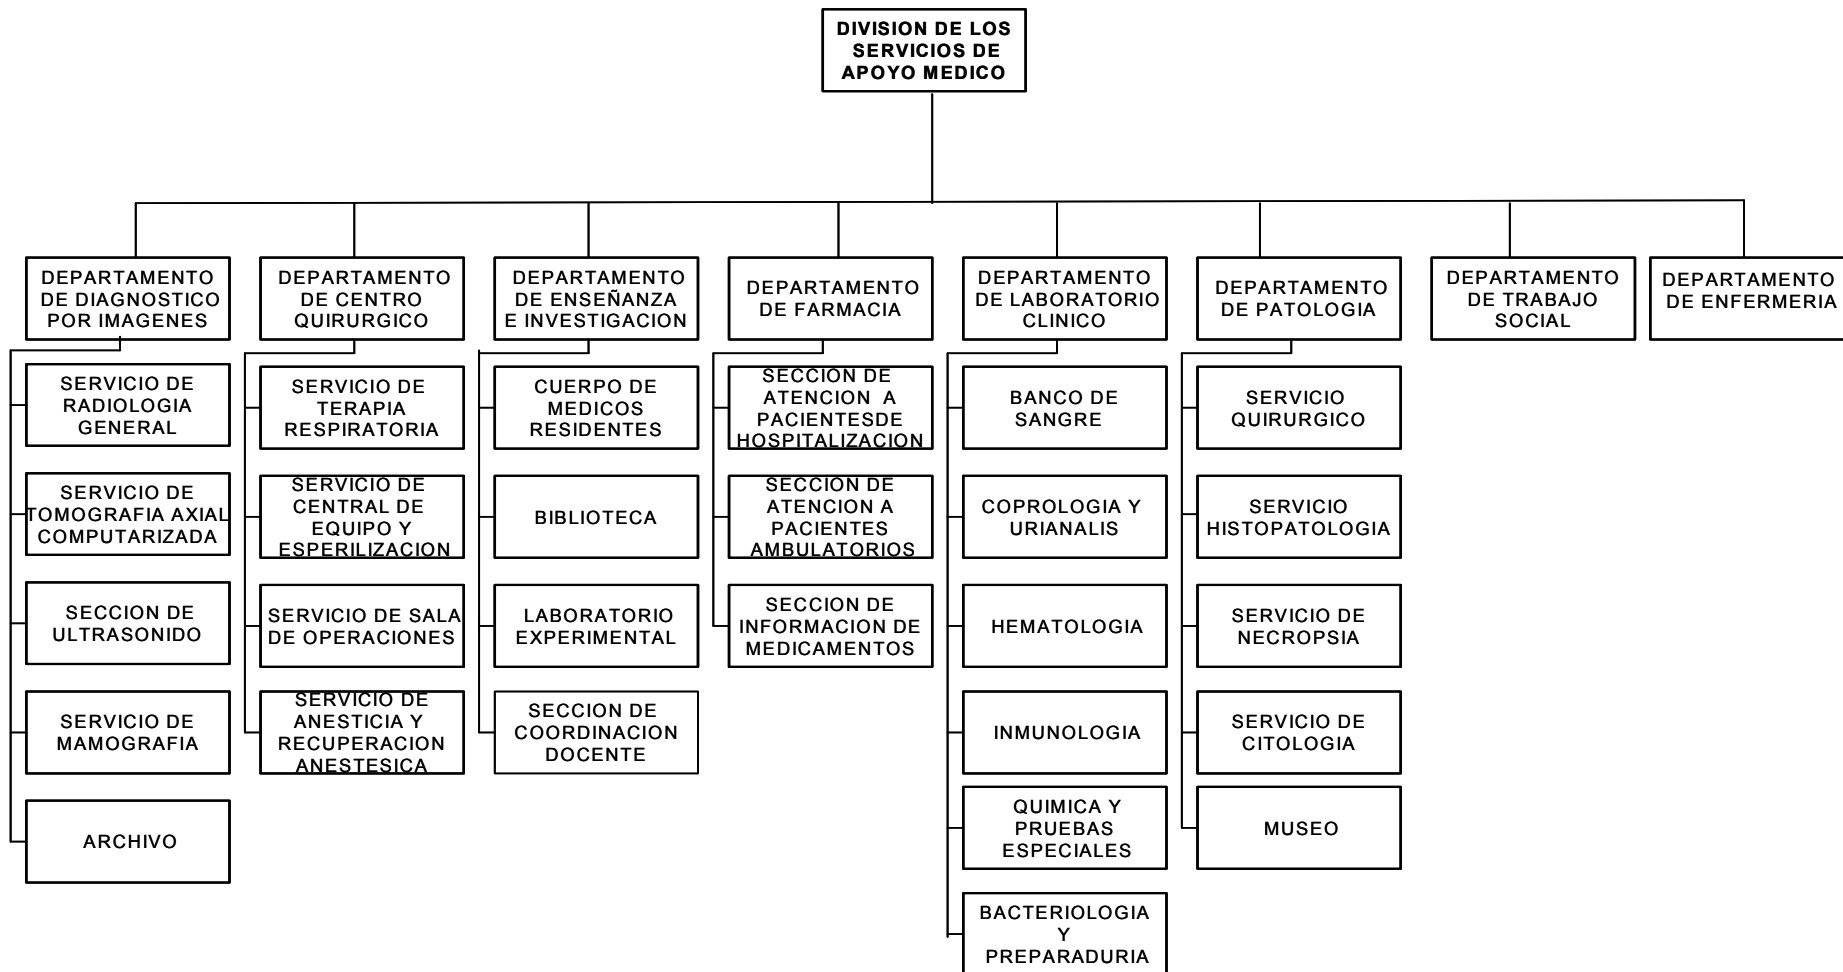 DIVISION DE LOS
SERVICIOS DE
APOYO MEDICO
DEPARTAMENTO
DE DIAGNOSTICO
POR IMAGENES
DEPARTAMENTO
DE CENTRO
QUIRURGICO
DEPARTAMENTO
DE ENSEÑANZA
E INVESTIGACION
DEPARTAMENTO
DE FARMACIA
DEPARTAMENTO
DE LABORATORIO
CLINICO
DEPARTAMENTO
DE PATOLOGIA
DEPARTAMENTO
DE TRABAJO
SOCIAL
DEPARTAMENTO
DE ENFERMERIA
SERVICIO DE
RADIOLOGIA
GENERAL
SERVICIO DE
TOMOGRAFIA AXIAL
COMPUTARIZADA
SECCION DE
ULTRASONIDO
SERVICIO DE
MAMOGRAFIA
ARCHIVO
SERVICIO DE
TERAPIA
RESPIRATORIA
SERVICIO DE
CENTRAL DE
EQUIPO Y
ESPERILIZACION
SERVICIO DE SALA
DE OPERACIONES
SERVICIO DE
ANESTICIA Y
RECUPERACION
ANESTESICA
CUERPO DE
MEDICOS
RESIDENTES
BIBLIOTECA
LABORATORIO
EXPERIMENTAL
SECCION DE
COORDINACION
DOCENTE
SECCION DE
ATENCION A
PACIENTESDE
HOSPITALIZACION
SECCION DE
ATENCION A
PACIENTES
AMBULATORIOS
SECCION DE
INFORMACION DE
MEDICAMENTOS
BANCO DE
SANGRE
COPROLOGIA Y
URIANALIS
HEMATOLOGIA
INMUNOLOGIA
QUIMICA Y
PRUEBAS
ESPECIALES
BACTERIOLOGIA
Y
PREPARADURIA
SERVICIO
QUIRURGICO
SERVICIO
HISTOPATOLOGIA
SERVICIO DE
NECROPSIA
SERVICIO DE
CITOLOGIA
MUSEO